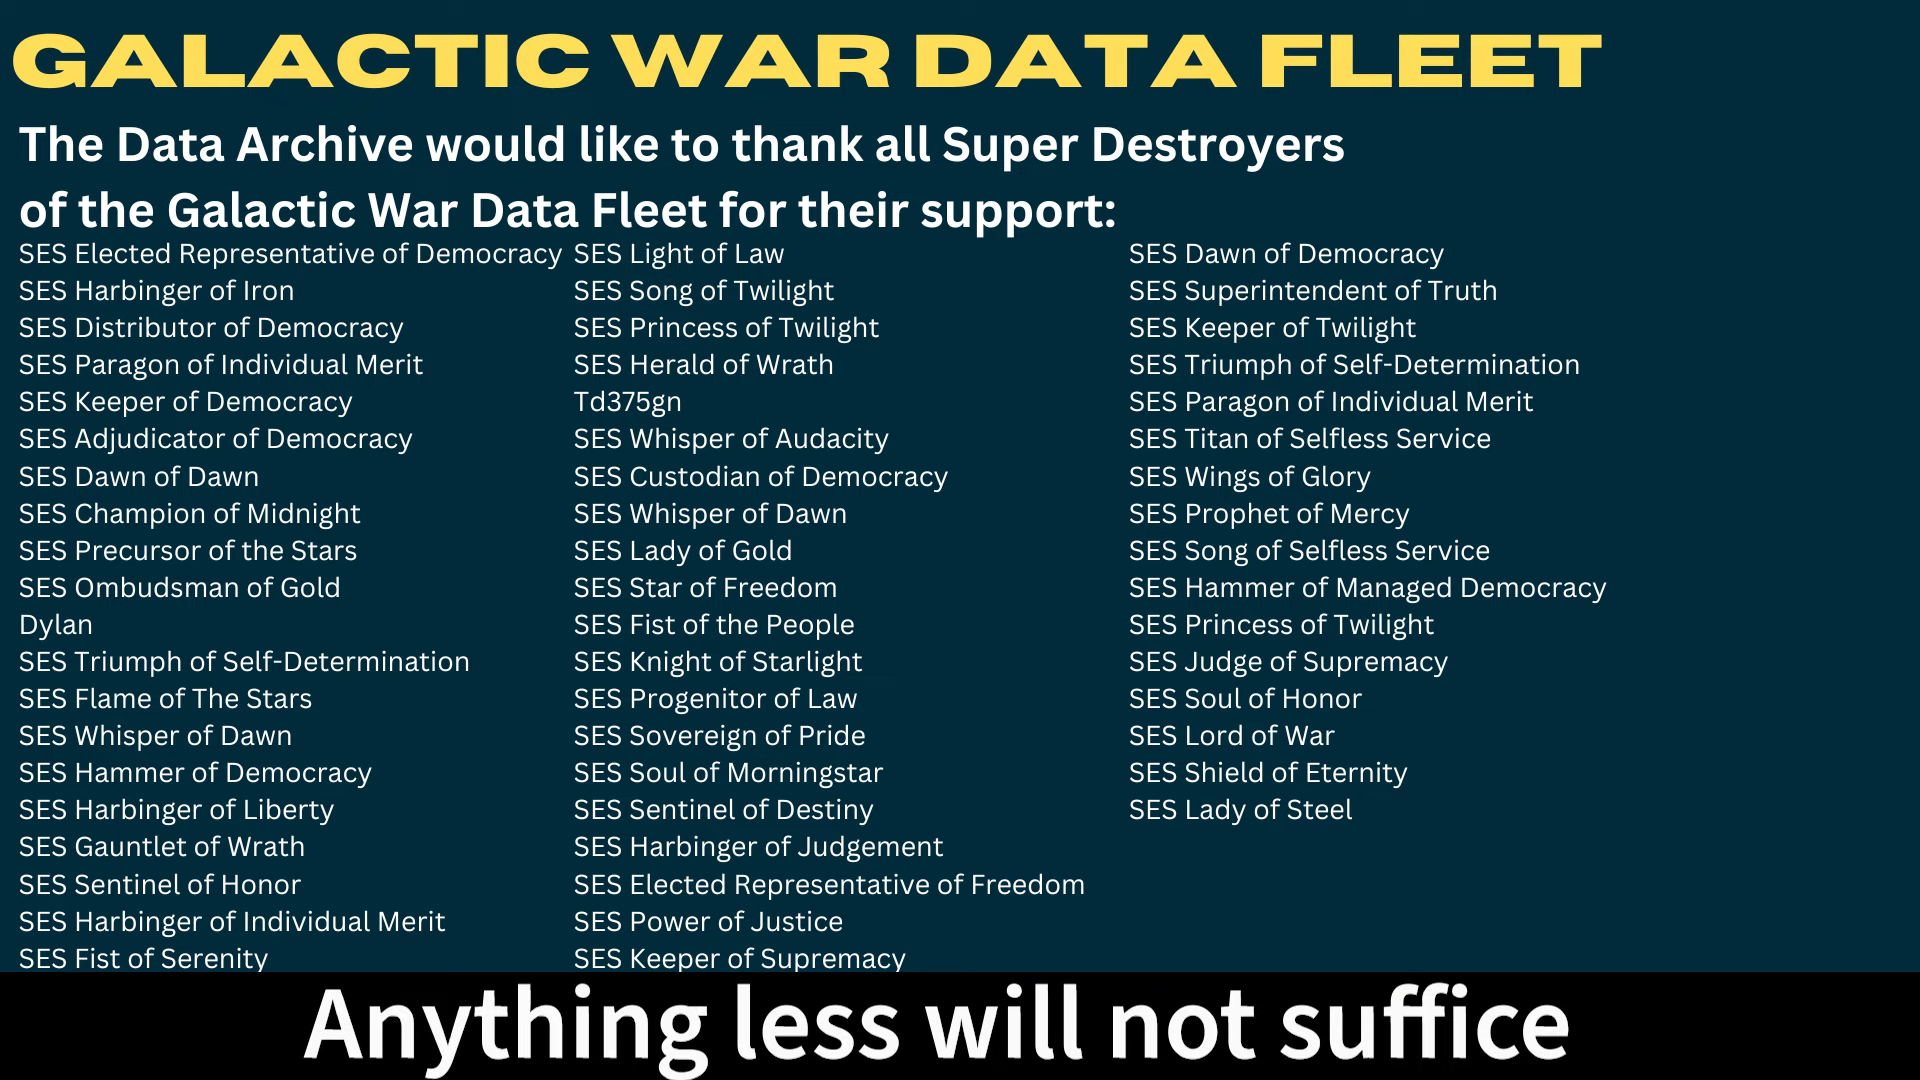 GALACTIC WAR DATA FLEET
The Data Archive would like to thank all Super Destroyers
of the Galactic War Data Fleet for their support:
SES Elected Representative of Democracy
SES Harbinger of Iron
SES Distributor of Democracy
SES Paragon of Individual Merit
SES Keeper of Democracy
SES Adjudicator of Democracy
SES Dawn of Dawn
SES Champion of Midnight
SES Precursor of the Stars
SES Ombudsman of Gold
Dylan
SES Triumph of Self-Determination
SES Flame of The Stars
SES Whisper of Dawn
SES Hammer of Democracy
SES Harbinger of Liberty
SES Gauntlet of Wrath
SES Sentinel of Honor
SES Harbinger of Individual Merit
SES Fist of Serenity
SES Light of Law
SES Song of Twilight
SES Princess of Twilight
SES Herald of Wrath
Td375gn
SES Whisper of Audacity
SES Custodian of Democracy
SES Whisper of Dawn
SES Lady of Gold
SES Star of Freedom
SES Fist of the People
SES Knight of Starlight
SES Progenitor of Law
SES Sovereign of Pride
SES Soul of Morningstar
SES Sentinel of Destiny
SES Harbinger of Judgement
SES Elected Representative of Freedom
SES Power of Justice
SES Keeper of Supremacy
SES Dawn of Democracy
SES Superintendent of Truth
SES Keeper of Twilight
SES Triumph of Self-Determination
SES Paragon of Individual Merit
SES Titan of Selfless Service
SES Wings of Glory
SES Prophet of Mercy
SES Song of Selfless Service
SES Hammer of Managed Democracy
SES Princess of Twilight
SES Judge of Supremacy
SES Soul of Honor
SES Lord of War
SES Shield of Eternity
SES Lady of Steel
Anything less will not suffice